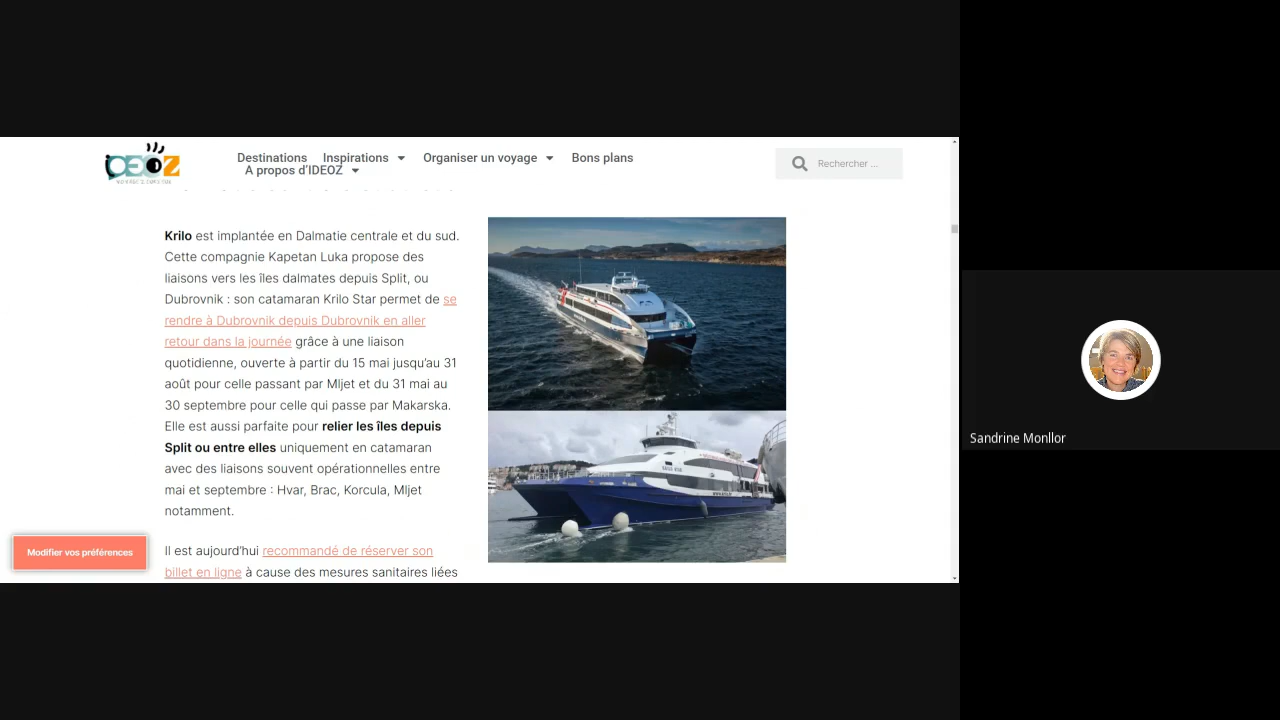 IDEOZ
Destinations
Inspirations
Organiser un voyage
Bons plans
A propos d'IDEOZ
Rechercher ...
Krilo est implantée en Dalmatie centrale et du sud.
Cette compagnie Kapetan Luka propose des
liaisons vers les îles dalmates depuis Split, ou
Dubrovnik : son catamaran Krilo Star permet de se
rendre à Dubrovnik depuis Dubrovnik en aller
retour dans la journée grâce à une liaison
quotidienne, ouverte à partir du 15 mai jusqu'au 31
août pour celle passant par Mljet et du 31 mai au
30 septembre pour celle qui passe par Makarska.
Elle est aussi parfaite pour relier les îles depuis
Split ou entre elles uniquement en catamaran
avec des liaisons souvent opérationnelles entre
mai et septembre : Hvar, Brac, Korcula, Mljet
notamment.
Il est aujourd'hui recommandé de réserver son
billet en ligne à cause des mesures sanitaires liées
Modifier vos préférences
Sandrine Monllor